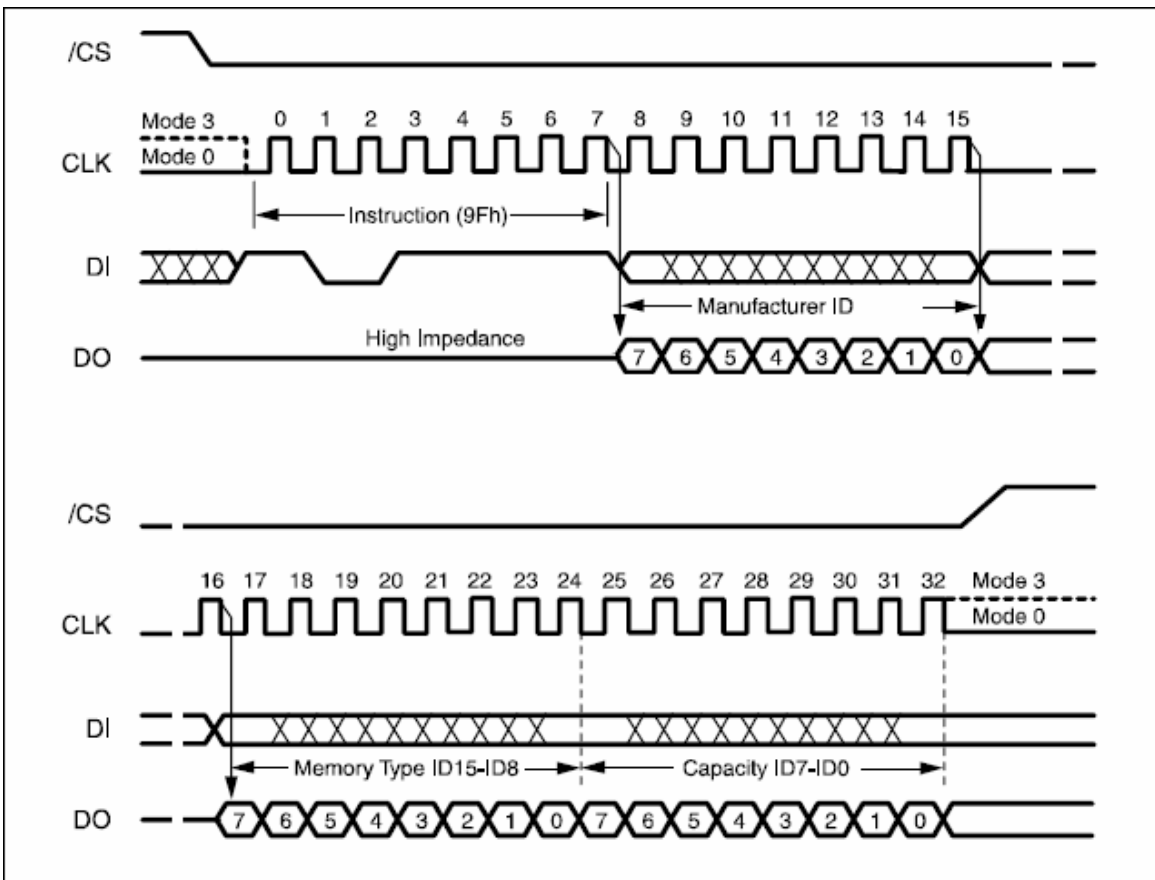 /CS
Mode 3
0 1 2 3 4 5 6 7 8 9 10 11 12 13 14 15
Mode 0
CLK
Instruction (9Fh)
DI
Manufacturer ID
High Impedance
DO
7 6 5 4 3 2 1 0
/CS
16 17 18 19 20 21 22 23 24 25 26 27 28 29 30 31 32
Mode 3
CLK
Mode 0
DI
Memory Type ID15-ID8
Capacity ID7-ID0
DO
7 6 5 4 3 2 1 0 7 6 5 4 3 2 1 0